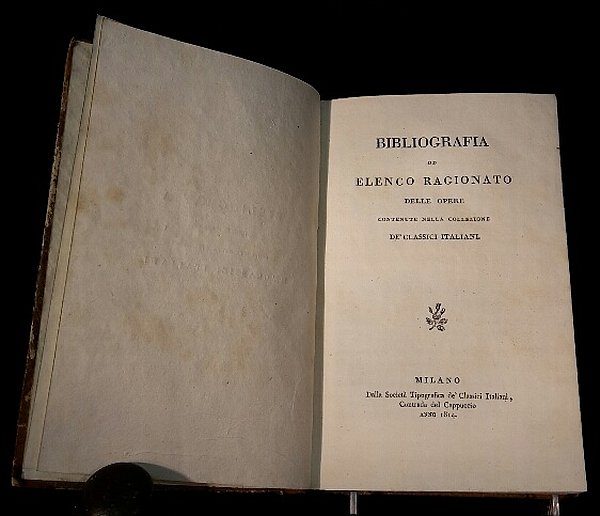 BIBLIOGRAFIA
OD
ELENCO RAGIONATO
DELLE OPERE
CONTENUTE NELLA COLLEZIONE
DE' CLASSICI ITALIANI.
MILANO
Dalla Società Tipografica de' Classici Italiani,
Contrada del Cappuccio
ANNO 1814.